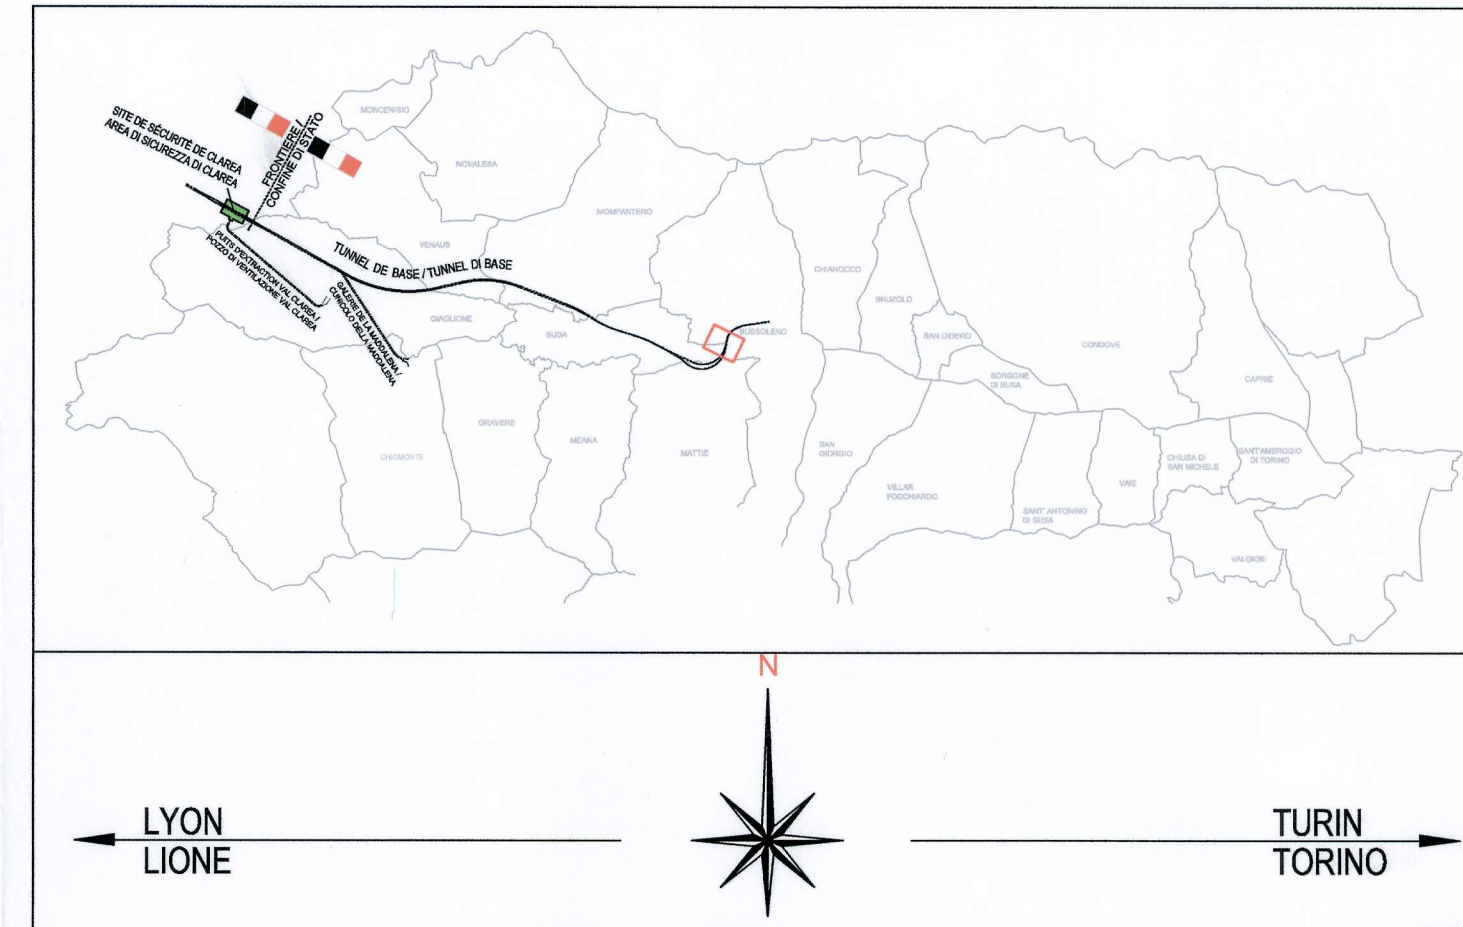 MONCENISIO
SITE DE SÉCURITÉ DE CLAREA
AREA DI SICUREZZA DI CLAREA
FRONTIERE /
CONFINE DI STATO
NOVALESA
MOMPANTERO
VENAUS
TUNNEL DE BASE / TUNNEL DI BASE
PUITS D'EXTRACTION VAL CLAREA /
POZZO DI VENTILAZIONE VAL CLAREA
GALERIE DE LA MADDALENA /
CUNICOLO DELLA MADDALENA
CHIANOCCO
BRUZOLO
GIAGLIONE
SUSA
BUSSOLENO
SAN DIDERO
CONDOVE
BORGONE
DI SUSA
CAPRIE
GRAVERE
MEANA
MATTIE
CHIOMONTE
SAN
GIORGIO
CHIUSA DI
SAN MICHELE
SANT'AMBROGIO
DI TORINO
VILLAR
FOCCHIARDO
VAIE
SANT' ANTONINO
DI SUSA
VALGIOIE
N
LYON
LIONE
TURIN
TORINO